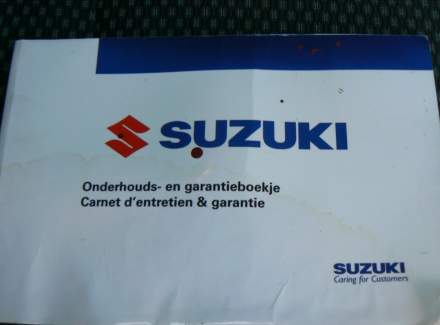 SUZUKI
Onderhouds- en garantieboekje
Carnet d'entretien & garantie
SUZUKI
Caring for Customers